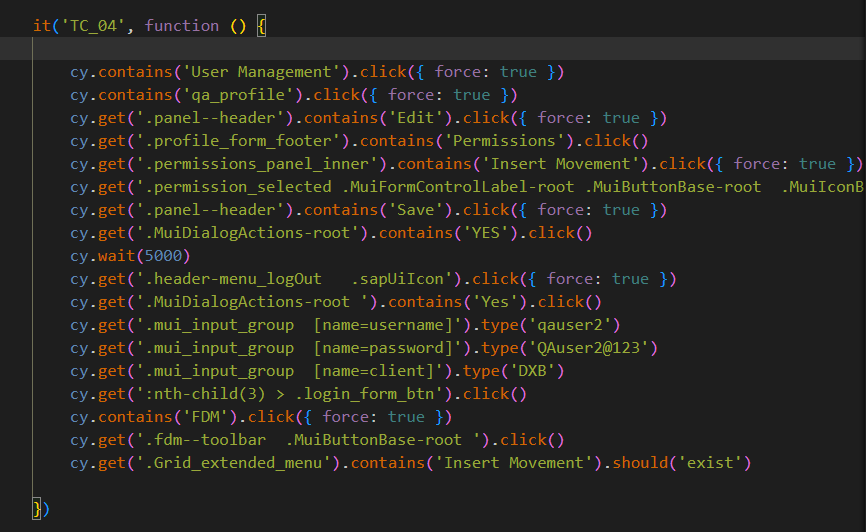 it('TC_04', function () {
cy.contains('User Management').click({ force: true })
cy.contains('qa_profile').click({ force: true })
cy.get('.panel--header').contains('Edit').click({ force: true })
cy.get('.profile_form_footer').contains('Permissions').click()
cy.get('.permissions_panel_inner').contains('Insert Movement').click({ force: true })
cy.get('.permission_selected .MuiFormControlLabel-root .MuiButtonBase-root  .MuiIconB
cy.get('.panel--header').contains('Save').click({ force: true })
cy.get('.MuiDialogActions-root').contains('YES').click()
cy.wait(5000)
cy.get('.header-menu_logOut   .sapUiIcon').click({ force: true })
cy.get('.MuiDialogActions-root ').contains('Yes').click()
cy.get('.mui_input_group  [name=username]').type('qauser2')
cy.get('.mui_input_group  [name=password]').type('QAuser2@123')
cy.get('.mui_input_group  [name=client]').type('DXB')
cy.get(':nth-child(3) > .login_form_btn').click()
cy.contains('FDM').click({ force: true })
cy.get('.fdm--toolbar  .MuiButtonBase-root ').click()
cy.get('.Grid_extended_menu').contains('Insert Movement').should('exist')
})